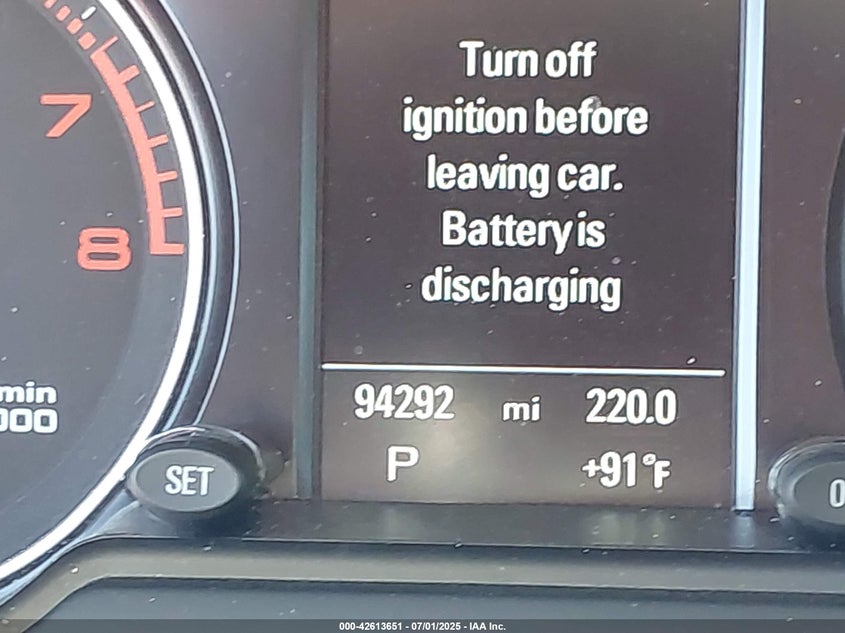 Turn off
ignition before
leaving car.
Battery is
discharging
7
8
min
000
94292 mi 220.0
P +91°F
SET
0
000-42613651 - 07/01/2025 - IAA Inc.